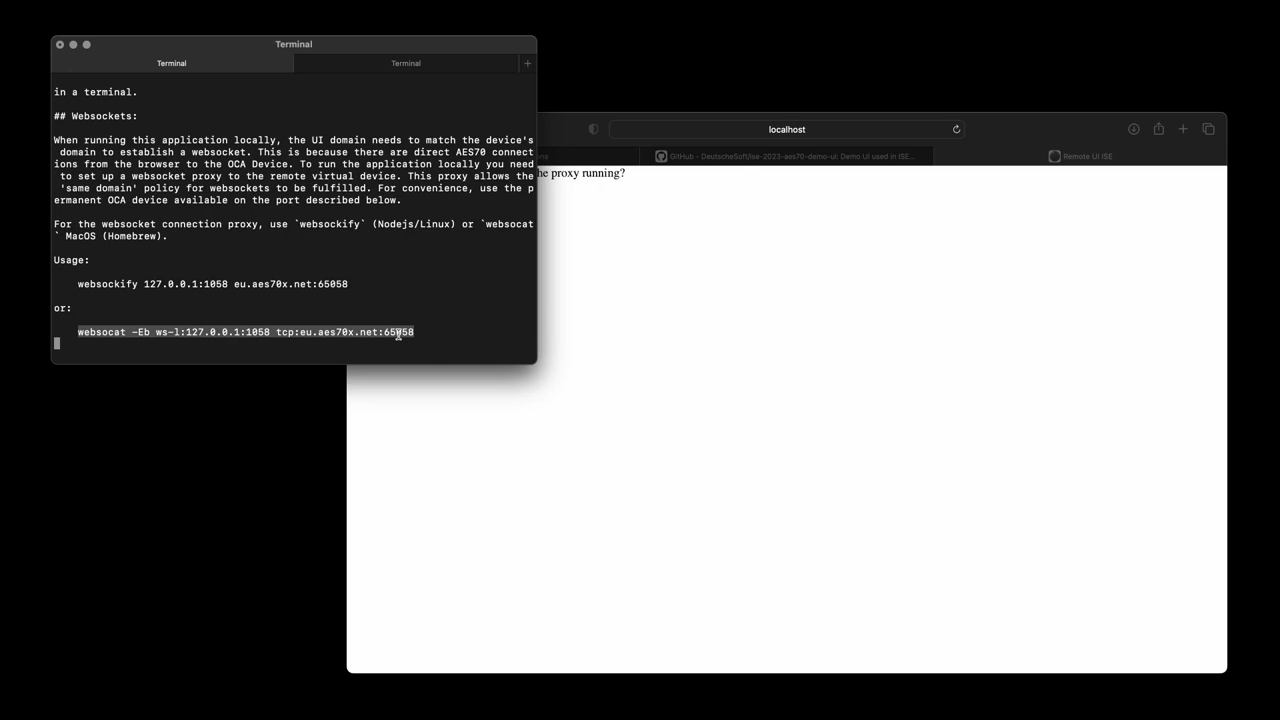 Terminal
Terminal
Terminal
in a terminal.
## Websockets:
When running this application locally, the UI domain needs to match the device's
domain to establish a websocket. This is because there are direct AES70 connect
ions from the browser to the OCA Device. To run the application locally you need
to set up a websocket proxy to the remote virtual device. This proxy allows the
'same domain' policy for websockets to be fulfilled. For convenience, use the p
ermanent OCA device available on the port described below.
For the websocket connection proxy, use `websockify` (Nodejs/Linux) or `websocat
` MacOS (Homebrew).
Usage:
websockify 127.0.0.1:1058 eu.aes70x.net:65058
or:
websocat -Eb ws-l:127.0.0.1:1058 tcp:eu.aes70x.net:65058
localhost
GitHub - DeutscheSoft/ise-2023-aes70-demo-ui: Demo UI used in ISE...
Remote UI ISE
proxy running?